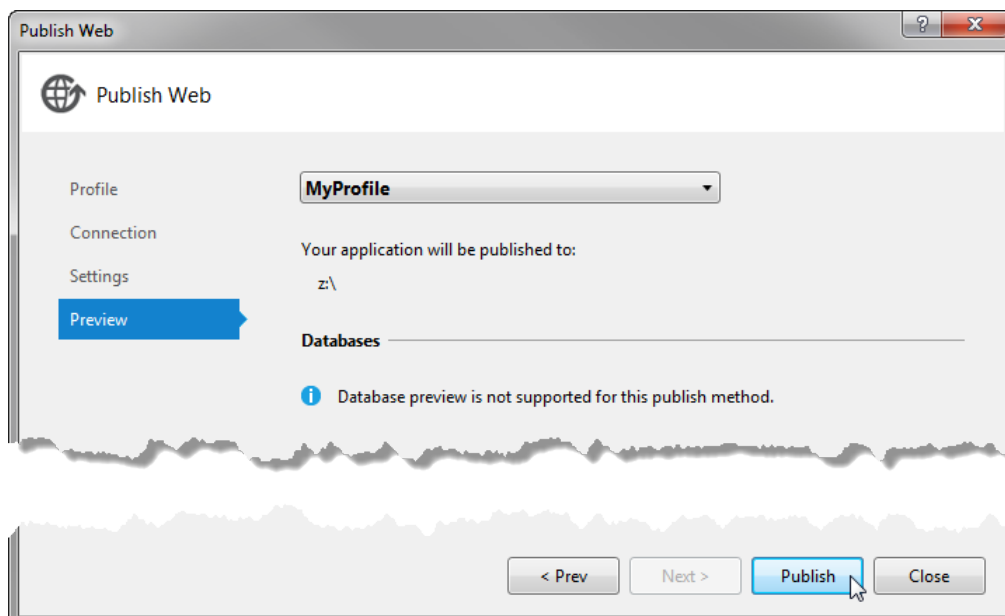 Publish Web
?
Publish Web
Profile
MyProfile
Connection
Your application will be published to:
Settings
z:\
Preview
Databases
Database preview is not supported for this publish method.
< Prev
Next >
Publish
Close